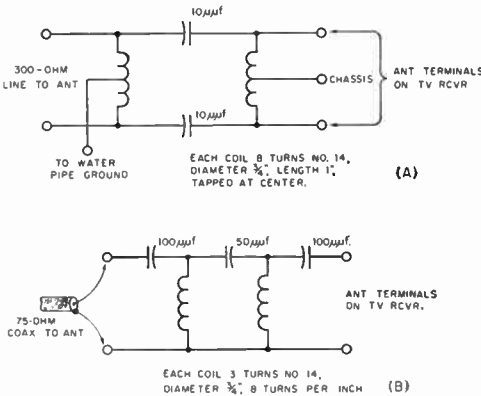 10µµf
300-OHM
LINE TO ANT
CHASSIS
ANT TERMINALS
ON TV RCVR
10µµf
TO WATER
PIPE GROUND
EACH COIL 8 TURNS NO. 14,
DIAMETER ¾", LENGTH 1",
TAPPED AT CENTER.
(A)
100µµf
50µµf
100µµf.
75-OHM
COAX TO ANT
ANT TERMINALS
ON TV RCVR.
EACH COIL 3 TURNS NO 14,
DIAMETER ¾", 8 TURNS PER INCH
(B)